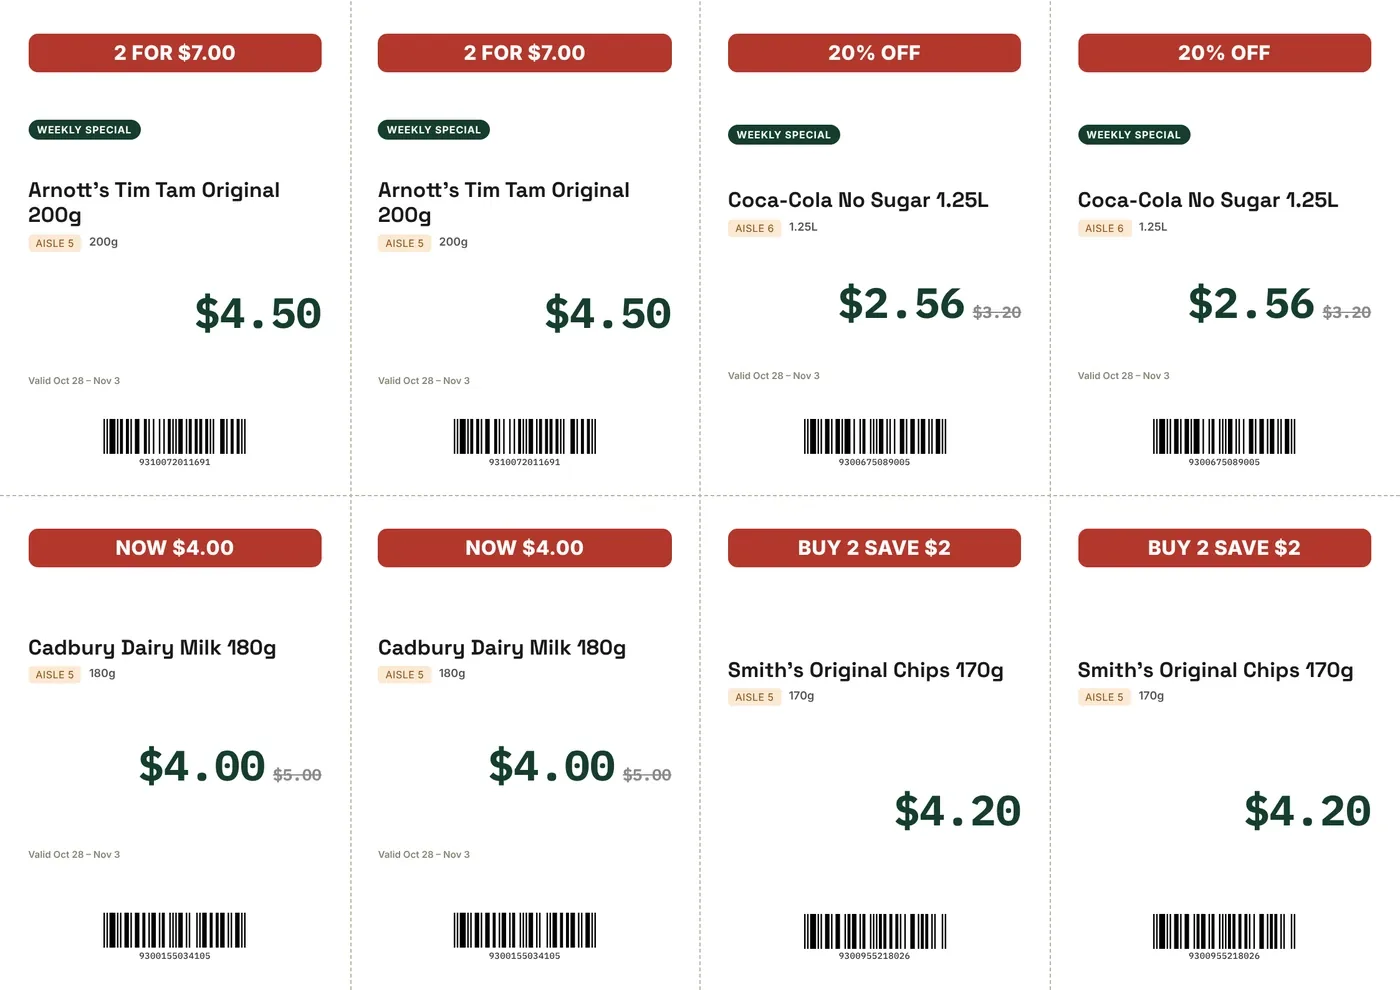 2 FOR $7.00
WEEKLY SPECIAL
Arnott's Tim Tam Original
200g
AISLE 5 200g
$4.50
Valid Oct 28 – Nov 3
9310072011691
2 FOR $7.00
WEEKLY SPECIAL
Arnott's Tim Tam Original
200g
AISLE 5 200g
$4.50
Valid Oct 28 – Nov 3
9310072011691
20% OFF
WEEKLY SPECIAL
Coca-Cola No Sugar 1.25L
AISLE 6 1.25L
$2.56 $3.20
Valid Oct 28 – Nov 3
9300675089005
20% OFF
WEEKLY SPECIAL
Coca-Cola No Sugar 1.25L
AISLE 6 1.25L
$2.56 $3.20
Valid Oct 28 – Nov 3
9300675089005
NOW $4.00
Cadbury Dairy Milk 180g
AISLE 5 180g
$4.00 $5.00
Valid Oct 28 – Nov 3
9300155034105
NOW $4.00
Cadbury Dairy Milk 180g
AISLE 5 180g
$4.00 $5.00
Valid Oct 28 – Nov 3
9300155034105
BUY 2 SAVE $2
Smith's Original Chips 170g
AISLE 5 170g
$4.20
9300955218026
BUY 2 SAVE $2
Smith's Original Chips 170g
AISLE 5 170g
$4.20
9300955218026